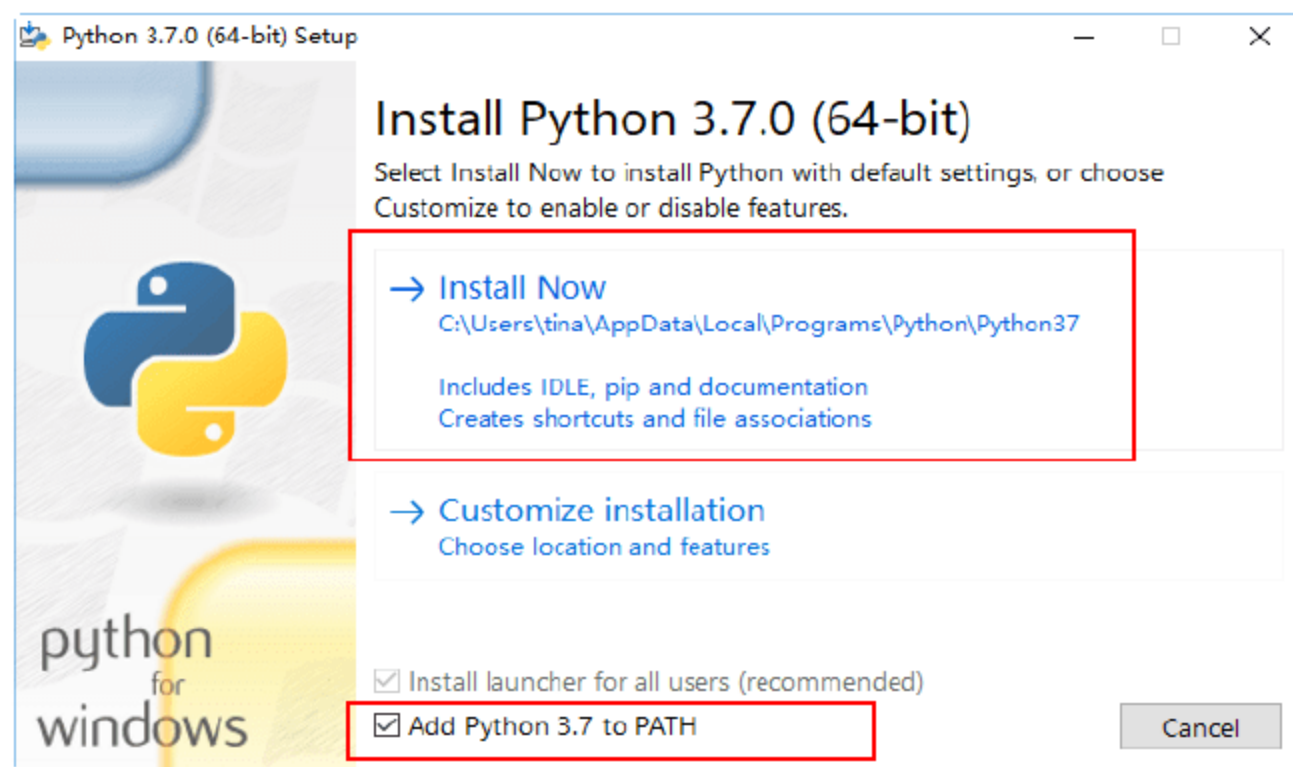 Python 3.7.0 (64-bit) Setup
Install Python 3.7.0 (64-bit)
Select Install Now to install Python with default settings, or choose
Customize to enable or disable features.
Install Now
C:\Users\tina\AppData\Local\Programs\Python\Python37
Includes IDLE, pip and documentation
Creates shortcuts and file associations
Customize installation
Choose location and features
python
for
windows
Install launcher for all users (recommended)
Add Python 3.7 to PATH
Cancel